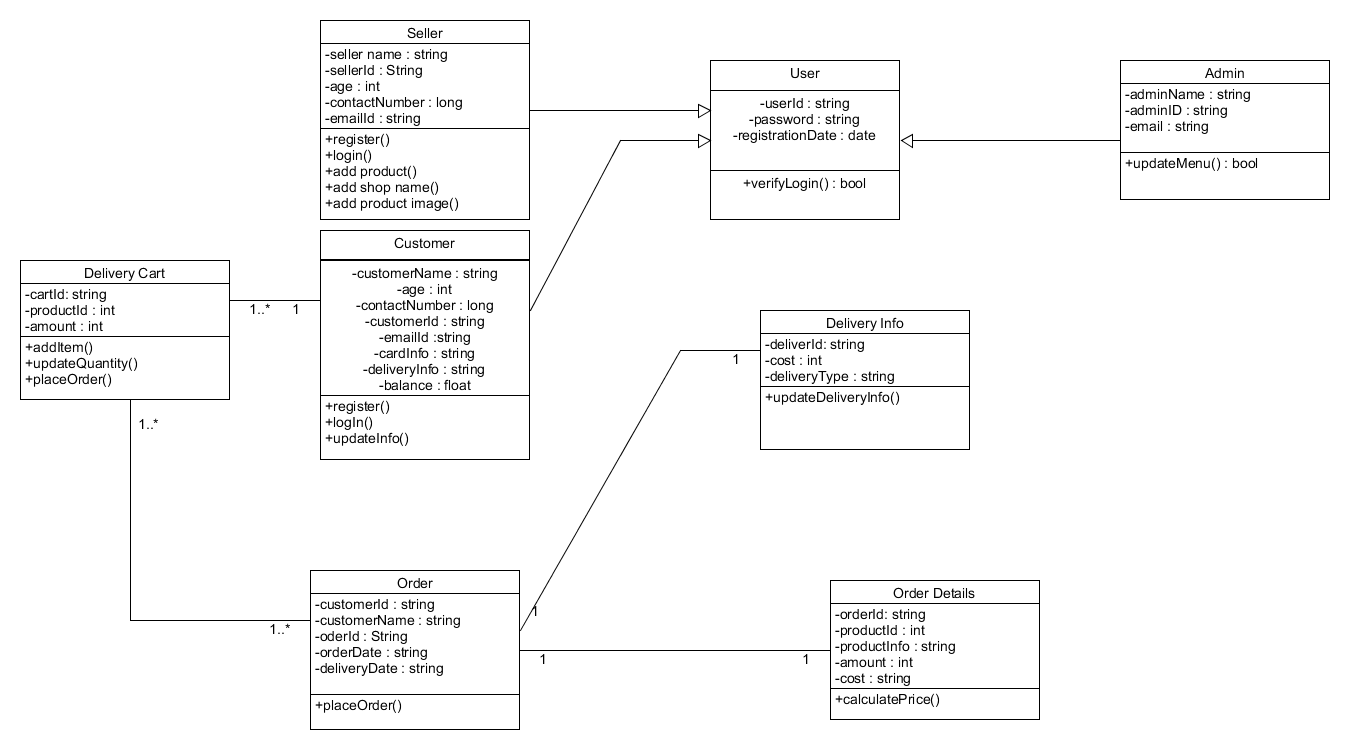 Seller
-seller name : string
-sellerId : String
-age : int
-contactNumber : long
-emailId : string
+register()
+login()
+add product()
+add shop name()
+add product image()
User
-userId : string
-password : string
-registrationDate : date
+verifyLogin() : bool
Admin
-adminName : string
-adminID : string
-email : string
+updateMenu() : bool
Delivery Cart
-cartId: string
-productId : int
-amount : int
+addItem()
+updateQuantity()
+placeOrder()
1..*
1
1..*
Customer
-customerName : string
-age : int
-contactNumber : long
-customerId : string
-emailId :string
-cardInfo : string
-deliveryInfo : string
-balance : float
+register()
+logIn()
+updateInfo()
Delivery Info
-deliverId: string
-cost : int
-deliveryType : string
+updateDeliveryInfo()
1
Order
-customerId : string
-customerName : string
-oderId : String
-orderDate : string
-deliveryDate : string
+placeOrder()
1..*
1
1
1
Order Details
-orderId: string
-productId : int
-productInfo : string
-amount : int
-cost : string
+calculatePrice()